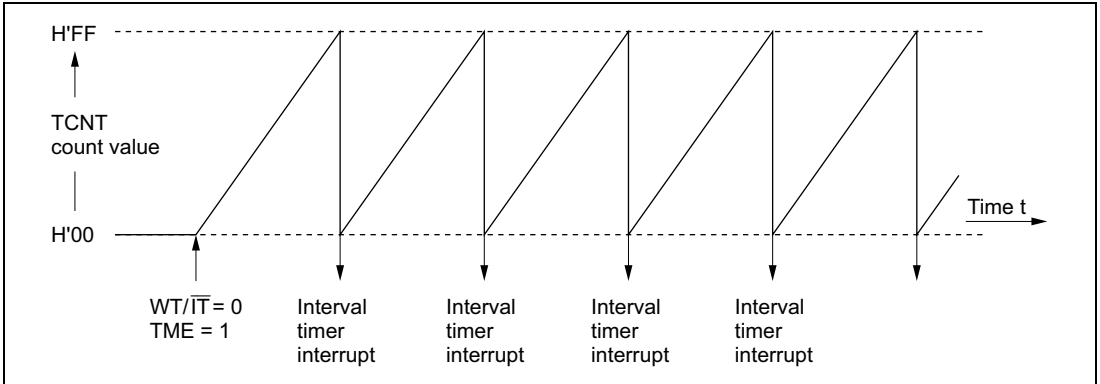 H'FF
TCNT
count value
H'00
Time t
WT/I̅T̅ = 0
TME = 1
Interval
timer
interrupt
Interval
timer
interrupt
Interval
timer
interrupt
Interval
timer
interrupt